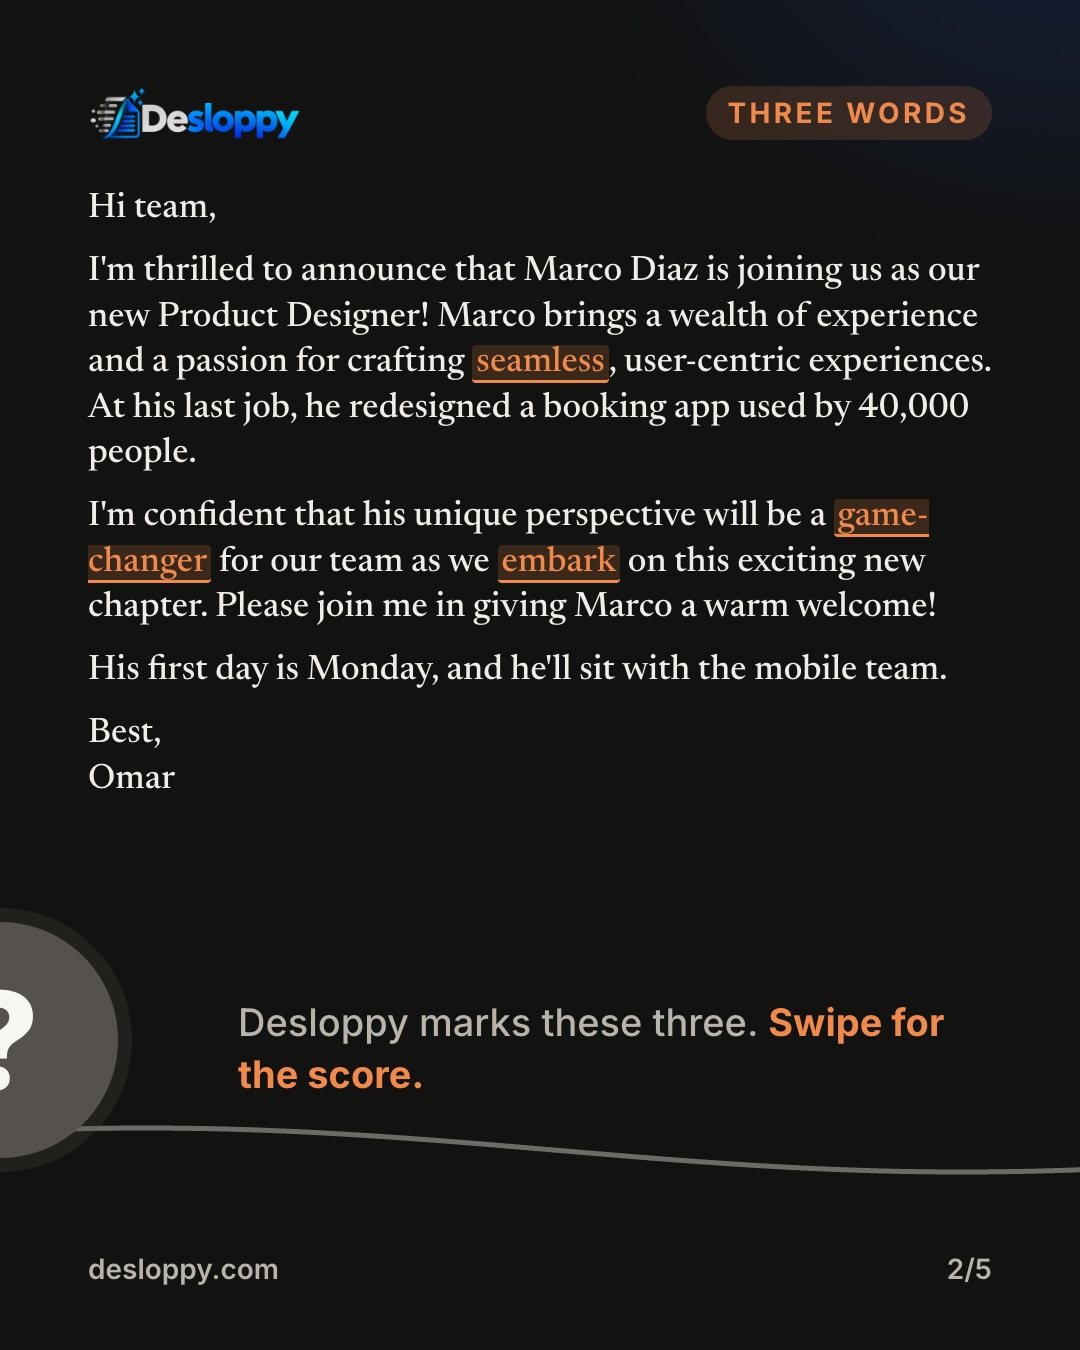 Desloppy
THREE WORDS
Hi team,
I'm thrilled to announce that Marco Diaz is joining us as our
new Product Designer! Marco brings a wealth of experience
and a passion for crafting seamless, user-centric experiences.
At his last job, he redesigned a booking app used by 40,000
people.
I'm confident that his unique perspective will be a game-
changer for our team as we embark on this exciting new
chapter. Please join me in giving Marco a warm welcome!
His first day is Monday, and he'll sit with the mobile team.
Best,
Omar
?
Desloppy marks these three. Swipe for
the score.
desloppy.com
2/5